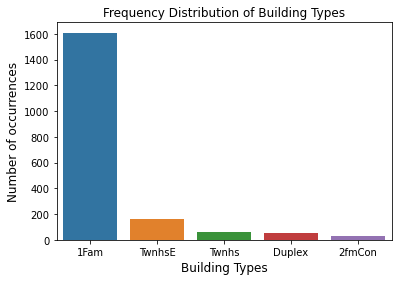 Frequency Distribution of Building Types
Number of occurrences
1600
1400
1200
1000
800
600
400
200
0
1Fam TwnhsE Twnhs Duplex 2fmCon
Building Types